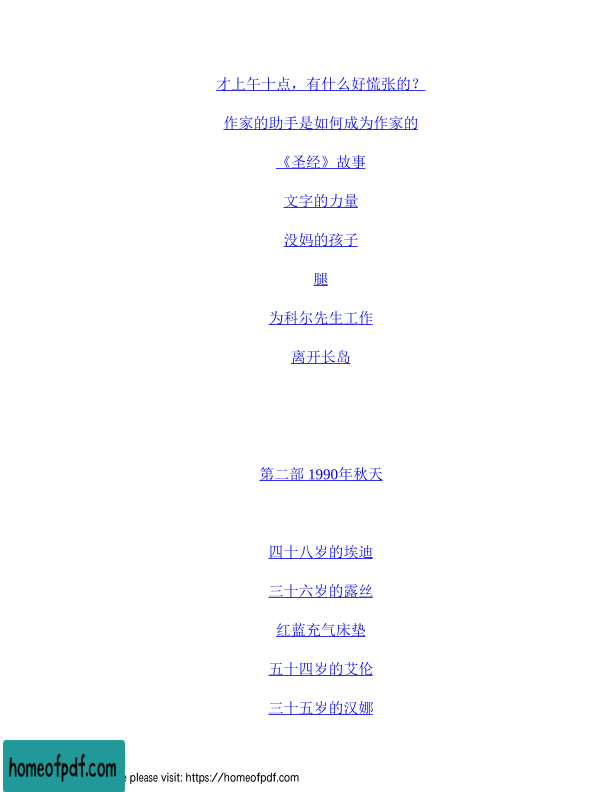 才上午十点，有什么好慌张的？
作家的助手是如何成为作家的
《圣经》故事
文字的力量
没妈的孩子
腿
为科尔先生工作
离开长岛
第二部 1990年秋天
四十八岁的埃迪
三十六岁的露丝
红蓝充气床垫
五十四岁的艾伦
三十五岁的汉娜
homeofpdf.com
please visit: https://homeofpdf.com